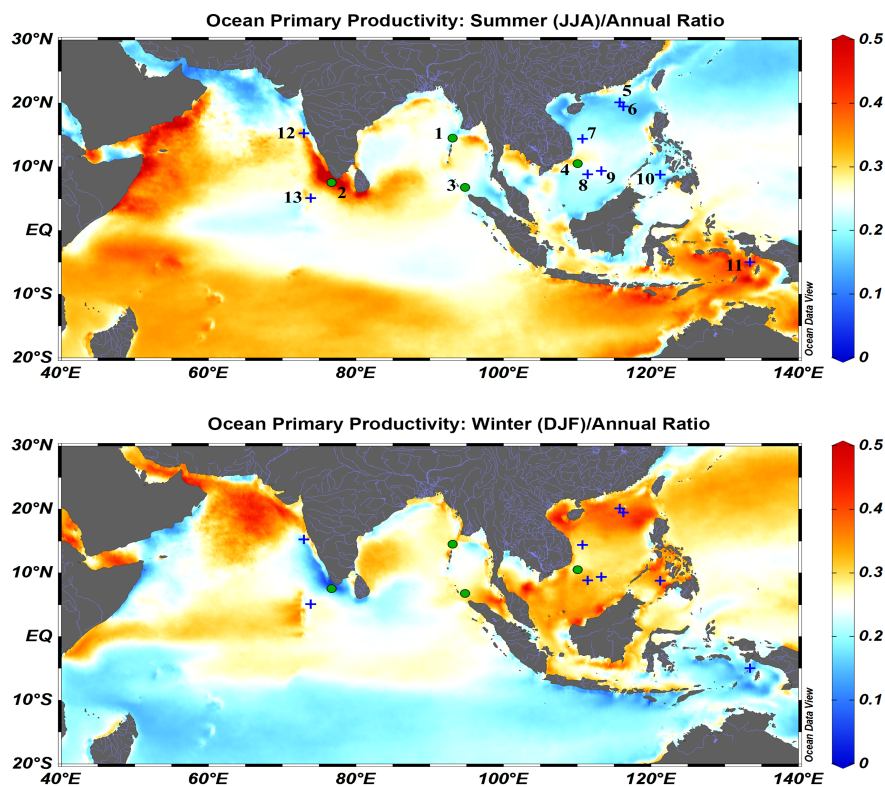 Ocean Primary Productivity: Summer (JJA)/Annual Ratio
30°N
20°N
10°N
EQ
10°S
20°S
40°E
60°E
80°E
100°E
120°E
140°E
0.5
0.4
0.3
0.2
0.1
0
1
2
3
4
5
6
7
8
9
10
11
12
13
Ocean Data View
Ocean Primary Productivity: Winter (DJF)/Annual Ratio
30°N
20°N
10°N
EQ
10°S
20°S
40°E
60°E
80°E
100°E
120°E
140°E
0.5
0.4
0.3
0.2
0.1
0
Ocean Data View